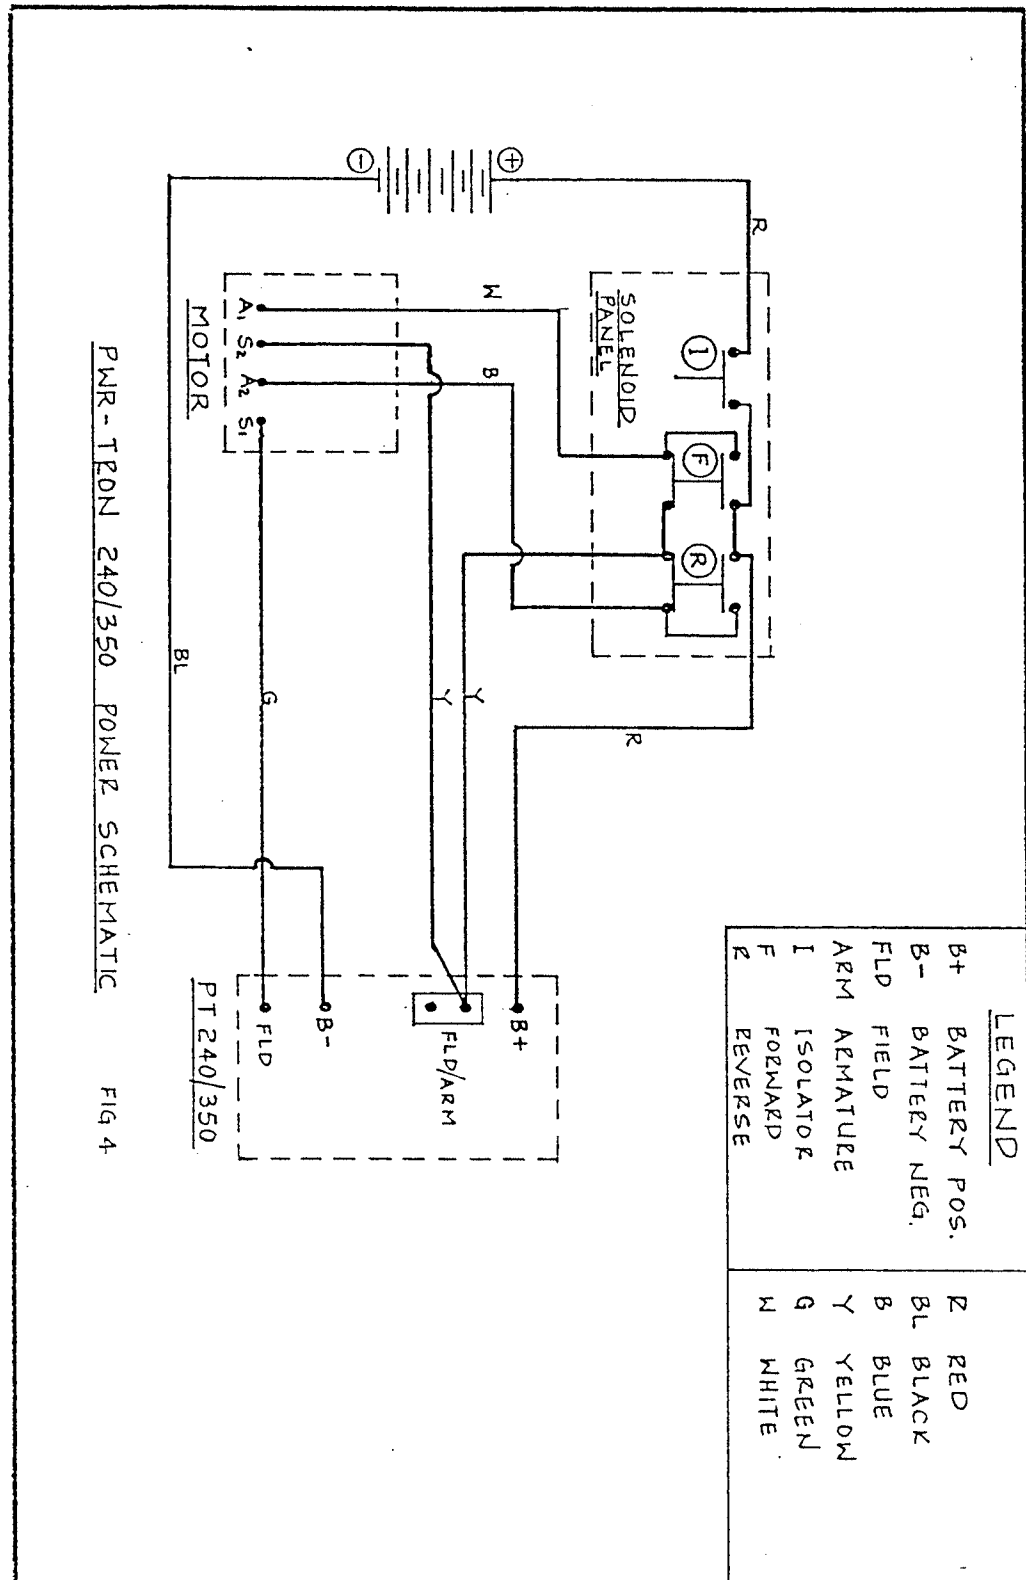 LEGEND
B+ BATTERY POS.
B- BATTERY NEG.
FLD FIELD
ARM ARMATURE
I ISOLATOR
F FORWARD
R REVERSE
R RED
BL BLACK
B BLUE
Y YELLOW
G GREEN
W WHITE
R
SOLENOID
PANEL
I
F
R
R
+
-
W
B
Y
Y
A1
S2
A2
S1
MOTOR
G
BL
B+
FLD/ARM
B-
FLD
PT 240/350
PWR-TRON 240/350 POWER SCHEMATIC FIG 4